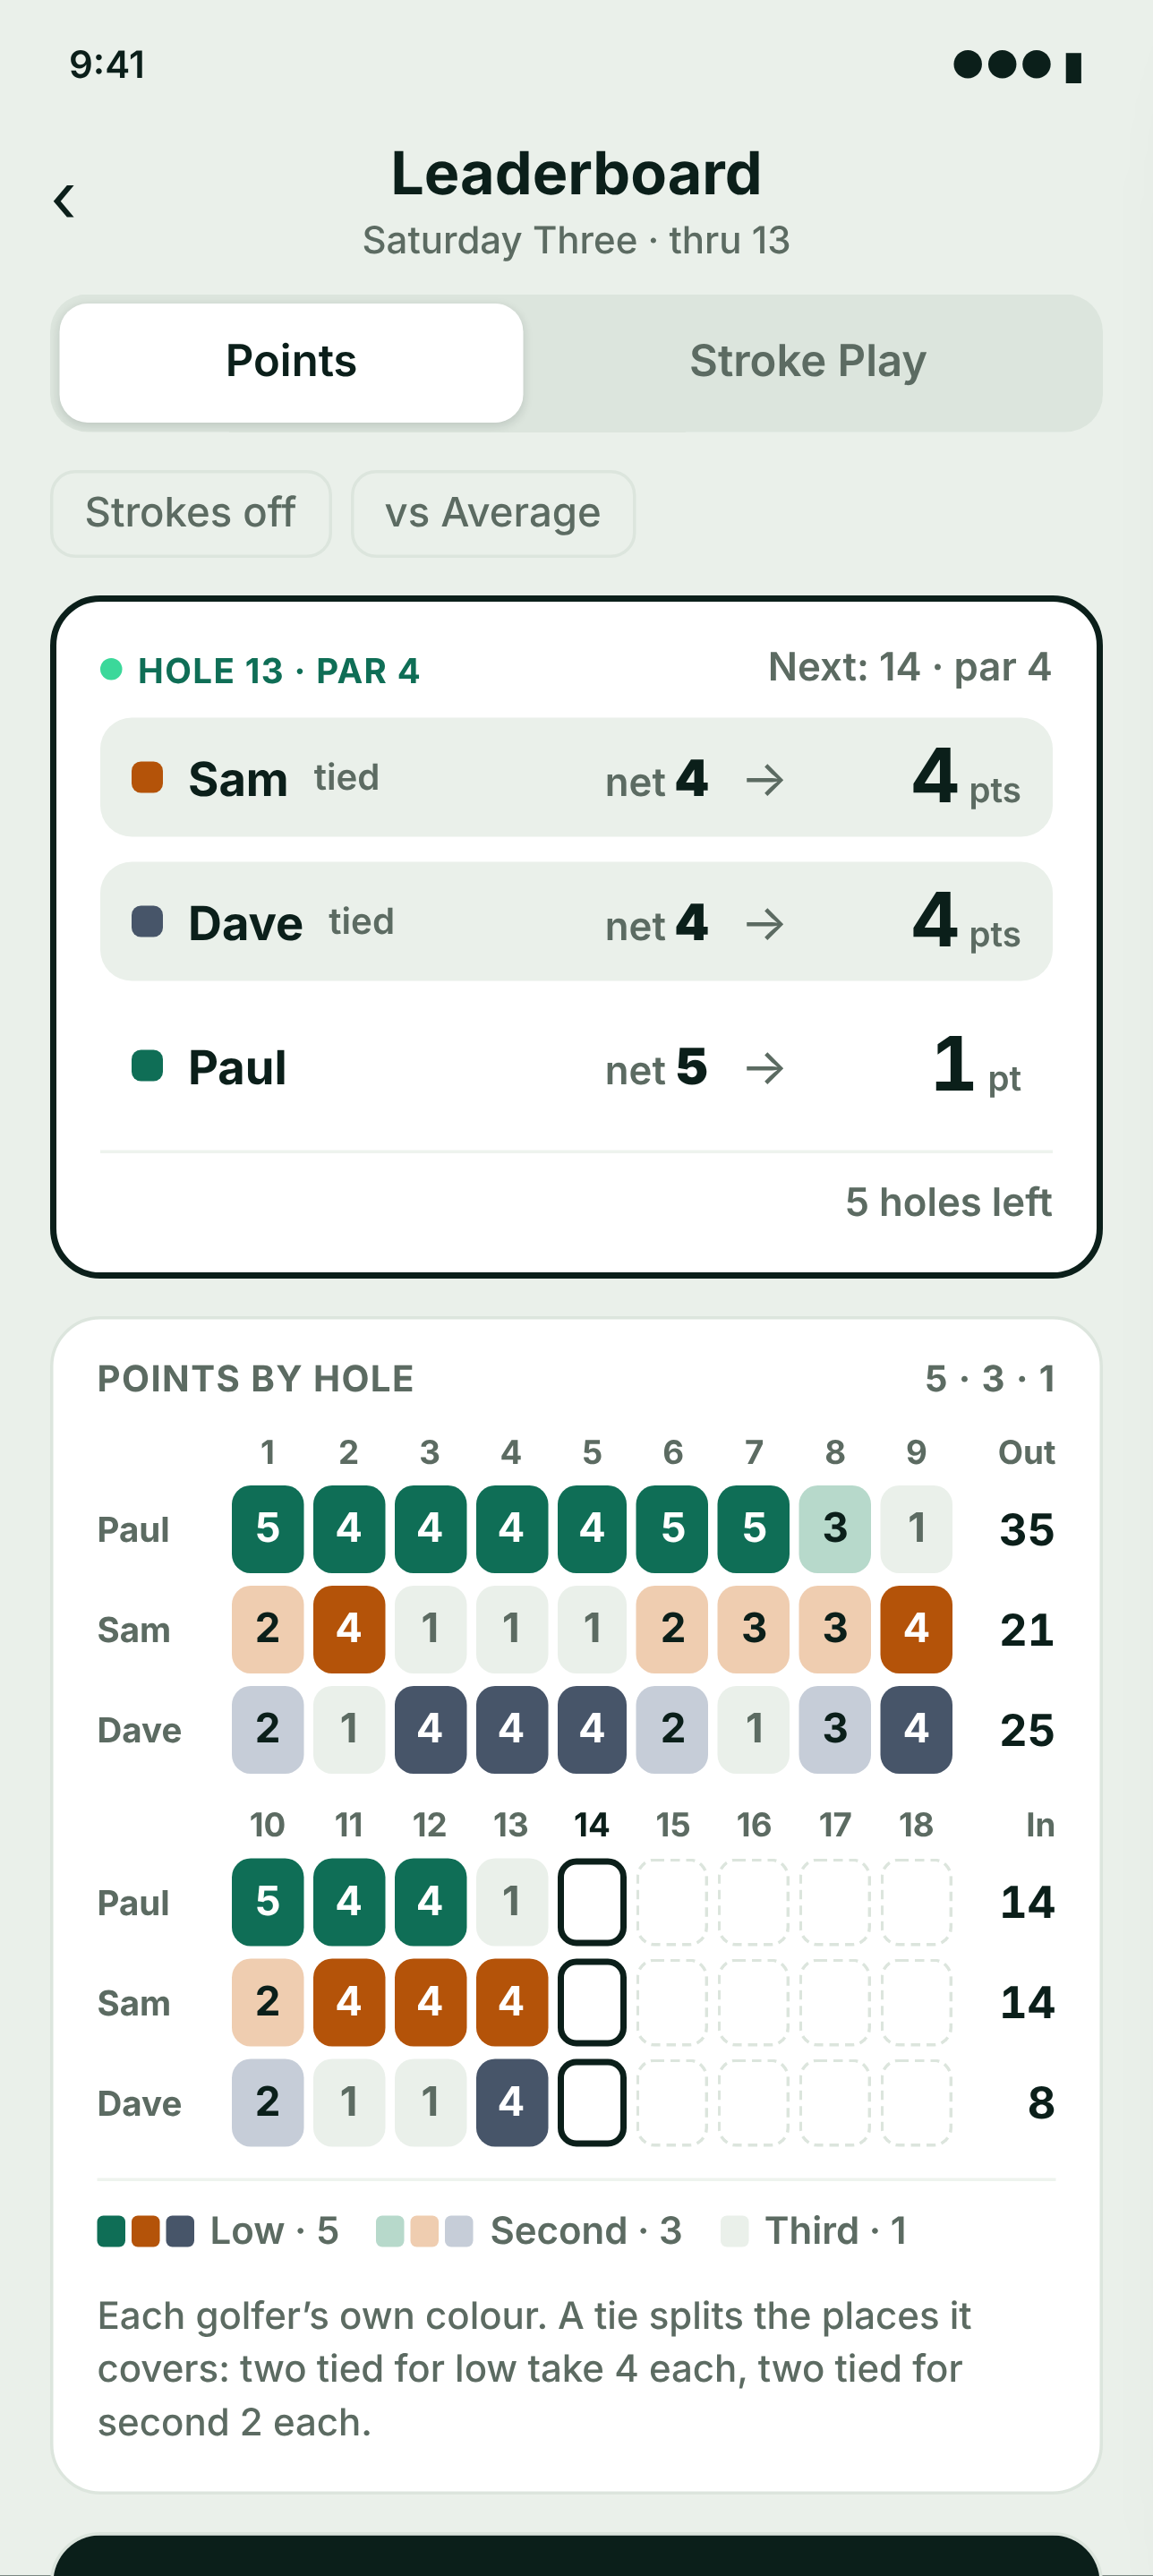 9:41
‹
Leaderboard
Saturday Three · thru 13
Points
Stroke Play
Strokes off
vs Average
HOLE 13 · PAR 4
Next: 14 · par 4
Sam tied net 4 → 4 pts
Dave tied net 4 → 4 pts
Paul net 5 → 1 pt
5 holes left
POINTS BY HOLE
5 · 3 · 1
1 2 3 4 5 6 7 8 9 Out
Paul 5 4 4 4 4 5 5 3 1 35
Sam 2 4 1 1 1 2 3 3 4 21
Dave 2 1 4 4 4 2 1 3 4 25
10 11 12 13 14 15 16 17 18 In
Paul 5 4 4 1 14
Sam 2 4 4 4 14
Dave 2 1 1 4 8
Low · 5
Second · 3
Third · 1
Each golfer’s own colour. A tie splits the places it
covers: two tied for low take 4 each, two tied for
second 2 each.